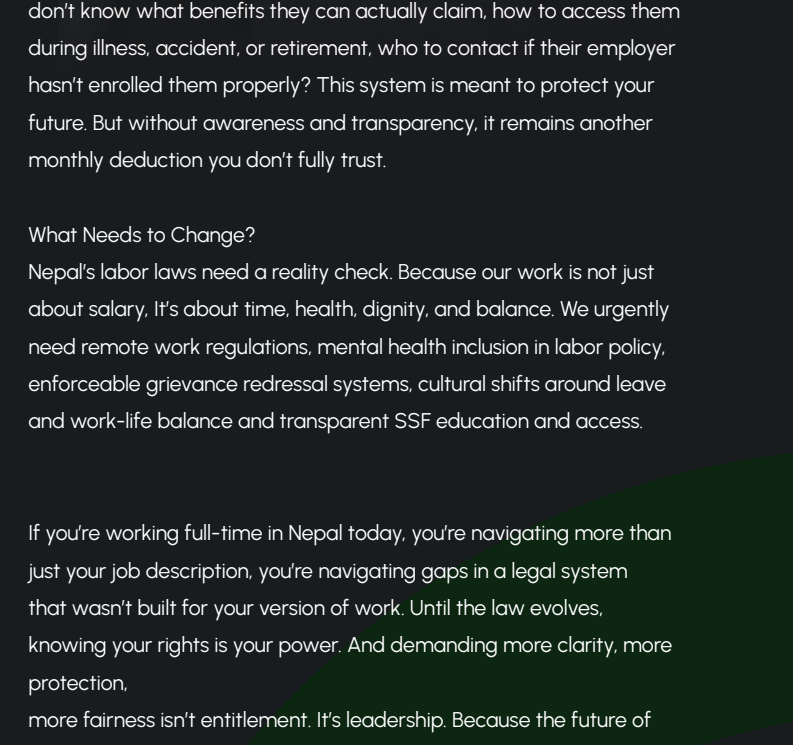 don't know what benefits they can actually claim, how to access them
during illness, accident, or retirement, who to contact if their employer
hasn't enrolled them properly? This system is meant to protect your
future. But without awareness and transparency, it remains another
monthly deduction you don't fully trust.
What Needs to Change?
Nepal's labor laws need a reality check. Because our work is not just
about salary, It's about time, health, dignity, and balance. We urgently
need remote work regulations, mental health inclusion in labor policy,
enforceable grievance redressal systems, cultural shifts around leave
and work-life balance and transparent SSF education and access.
If you're working full-time in Nepal today, you're navigating more than
just your job description, you're navigating gaps in a legal system
that wasn't built for your version of work. Until the law evolves,
knowing your rights is your power. And demanding more clarity, more
protection,
more fairness isn't entitlement. It's leadership. Because the future of